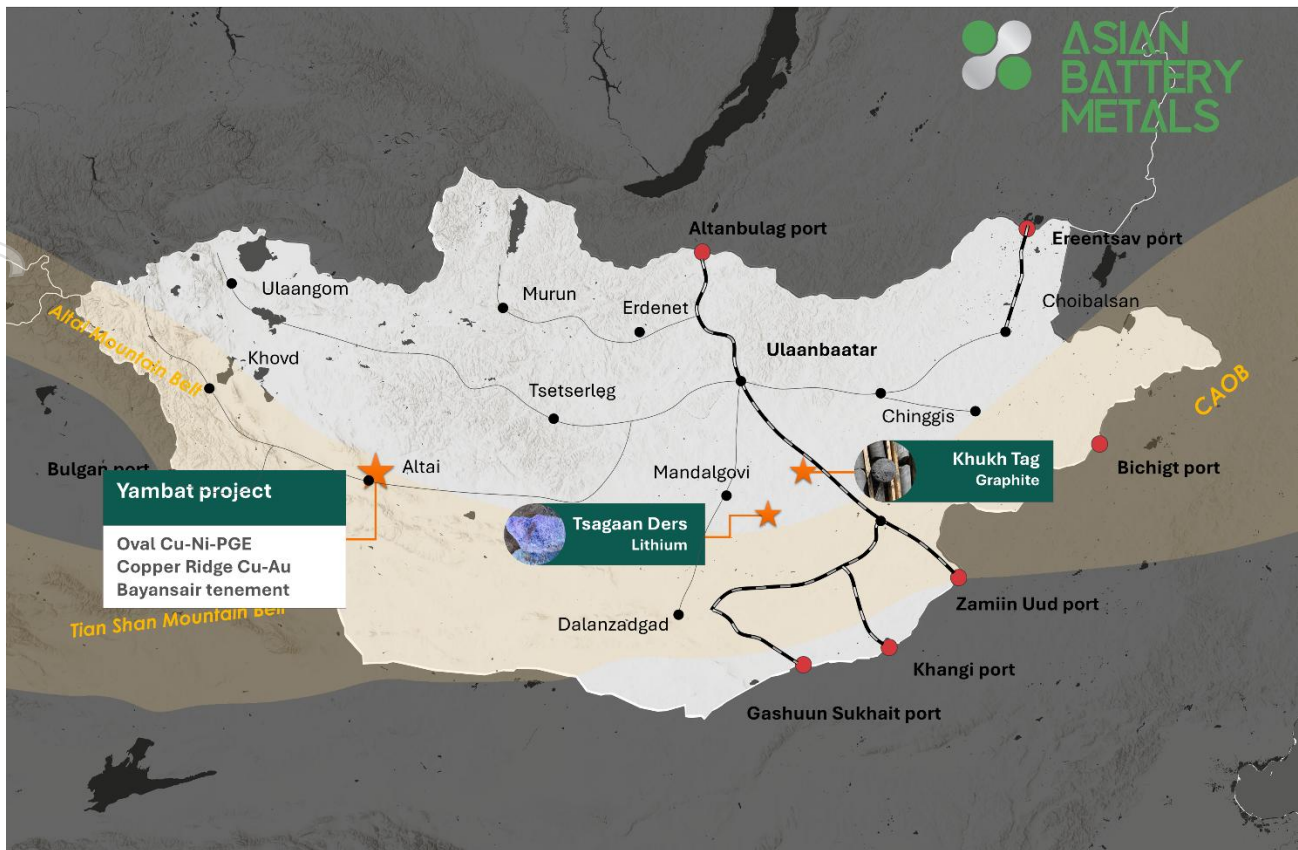 ASIAN
BATTERY
METALS
Altanbulag port
Ereentsav port
Ulaangom
Murun
Erdenet
Choibalsan
Altai Mountain Belt
Khovd
Ulaanbaatar
Tsetserleg
CAOB
Chinggis
Bulgan port
Altai
Mandalgovi
Khukh Tag
Graphite
Bichigt port
Yambat project
Oval Cu-Ni-PGE
Copper Ridge Cu-Au
Bayansair tenement
Tsagaan Ders
Lithium
Tian Shan Mountain Belt
Dalanzadgad
Zamiin Uud port
Khangi port
Gashuun Sukhait port